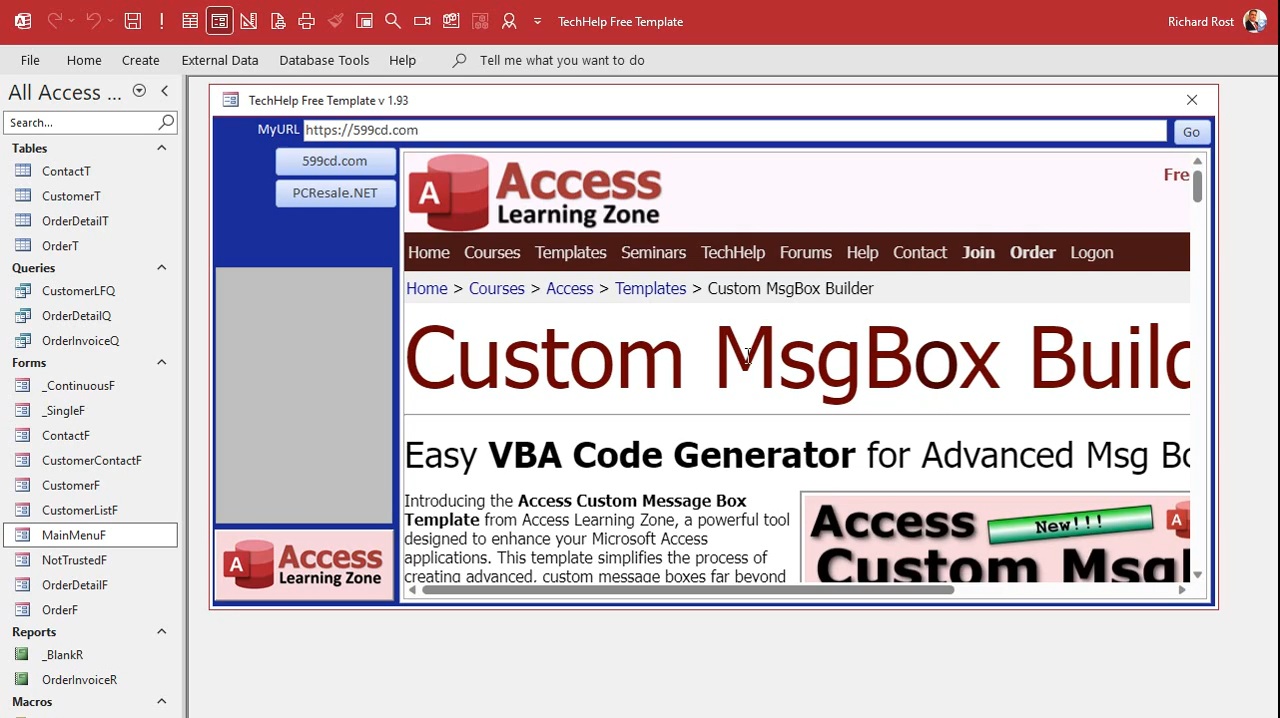 TechHelp Free Template
Richard Rost
File Home Create External Data Database Tools Help Tell me what you want to do
All Access ...
Search...
Tables
ContactT
CustomerT
OrderDetailT
OrderT
Queries
CustomerLFQ
OrderDetailQ
OrderInvoiceQ
Forms
_ContinuousF
_SingleF
ContactF
CustomerContactF
CustomerF
CustomerListF
MainMenuF
NotTrustedF
OrderDetailF
OrderF
Reports
_BlankR
OrderInvoiceR
Macros
TechHelp Free Template v 1.93
MyURL https://599cd.com Go
599cd.com
PCResale.NET
A Access
Learning Zone
A Access
Learning Zone
Fre
Home Courses Templates Seminars TechHelp Forums Help Contact Join Order Logon
Home > Courses > Access > Templates > Custom MsgBox Builder
Custom MsgBox Build
Easy VBA Code Generator for Advanced Msg Bo
Introducing the Access Custom Message Box
Template from Access Learning Zone, a powerful tool
designed to enhance your Microsoft Access
applications. This template simplifies the process of
creating advanced, custom message boxes far beyond
Access New!!! A
Custom Msg